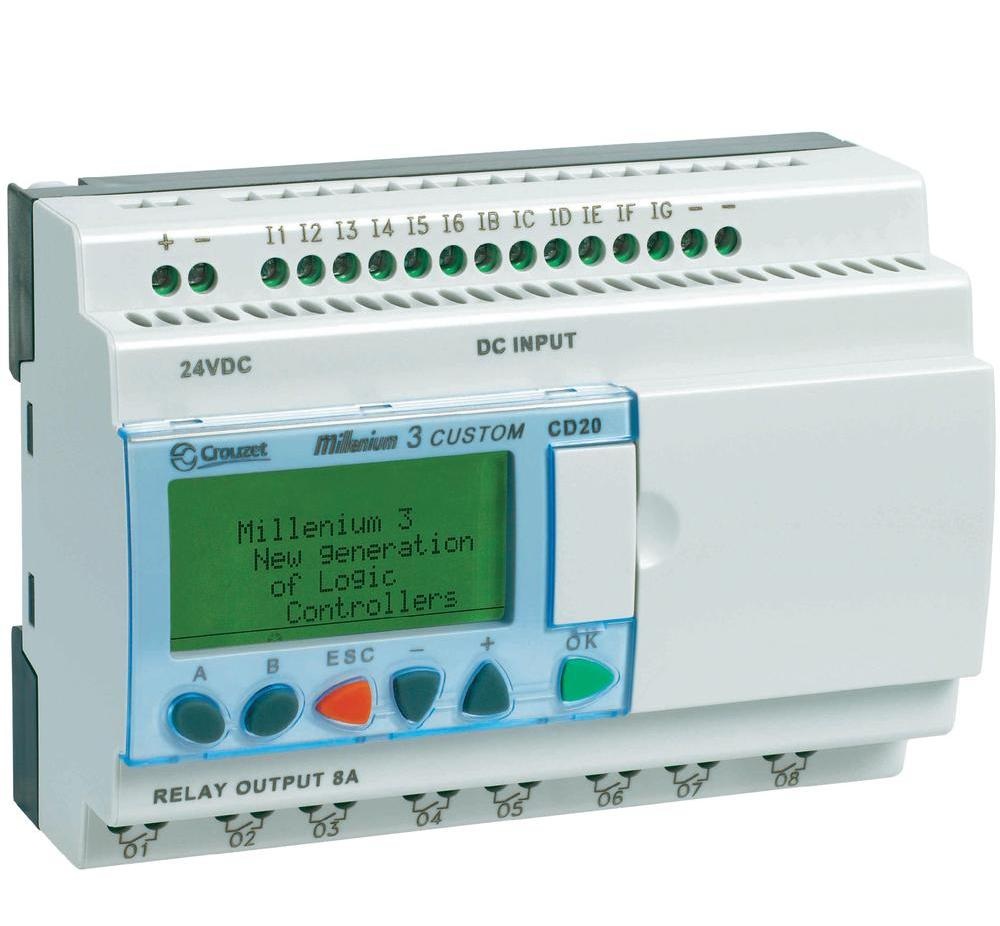 + − I1 I2 I3 I4 I5 I6 IB IC ID IE IF IG − −
24VDC DC INPUT
Crouzet Millenium 3 CUSTOM CD20
Millenium 3
New generation
of Logic
Controllers
A B ESC − + OK
RELAY OUTPUT 8A
O1 O2 O3 O4 O5 O6 O7 O8